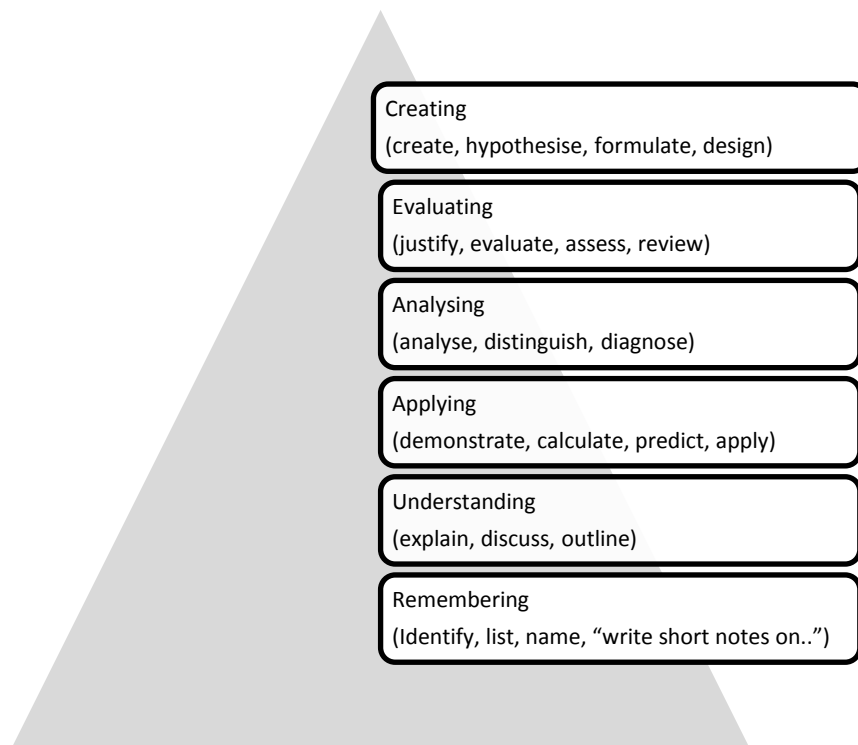 Creating
(create, hypothesise, formulate, design)
Evaluating
(justify, evaluate, assess, review)
Analysing
(analyse, distinguish, diagnose)
Applying
(demonstrate, calculate, predict, apply)
Understanding
(explain, discuss, outline)
Remembering
(Identify, list, name, “write short notes on..”)